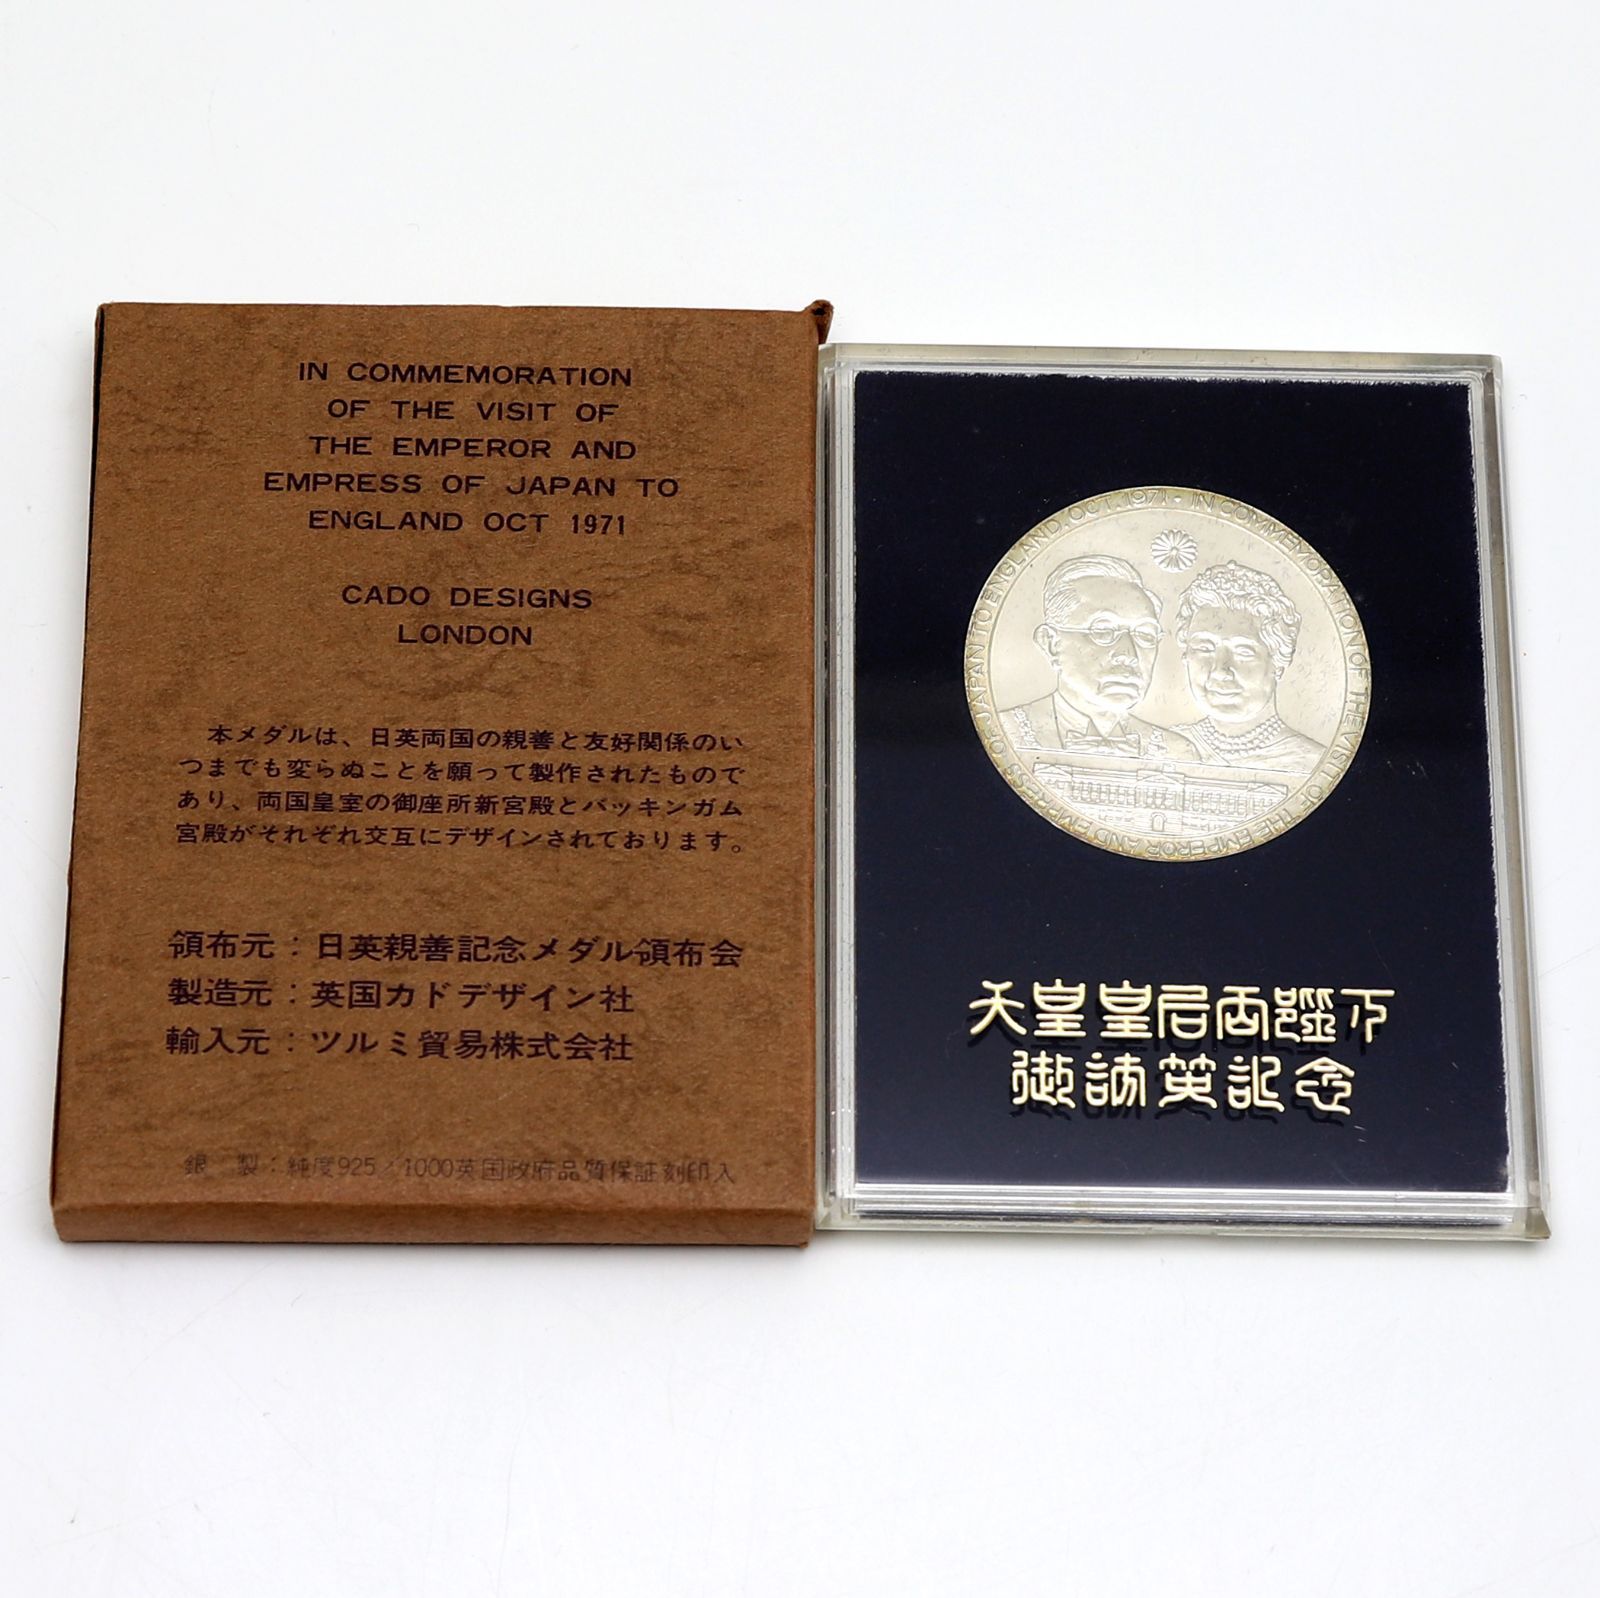 IN COMMEMORATION
OF THE VISIT OF
THE EMPEROR AND
EMPRESS OF JAPAN TO
ENGLAND OCT 1971
CADO DESIGNS
LONDON
本メダルは、日英両国の親善と友好関係のい
つまでも変らぬことを願って製作されたもので
あり、両国皇室の御座所新宮殿とバッキンガム
宮殿がそれぞれ交互にデザインされております。
領布元：日英親善記念メダル領布会
製造元：英国カドデザイン社
輸入元：ツルミ貿易株式会社
銀　製：純度925／1000英国政府品質保証刻印入
IN COMMEMORATION OF THE VISIT OF THE EMPEROR AND EMPRESS OF JAPAN TO ENGLAND, OCT. 1971 •
天皇皇后両陛下
御訪英記念